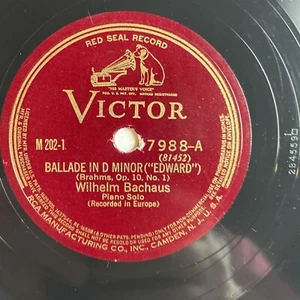 RED SEAL RECORD
"HIS MASTER'S VOICE"
VICTOR
M 202-1
7988-A
(81452)
BALLADE IN D MINOR ("EDWARD")
(Brahms, Op. 10, No. 1)
Wilhelm Bachaus
Piano Solo
(Recorded in Europe)
RCA MANUFACTURING CO., INC., CAMDEN, N. J., U.S.A.